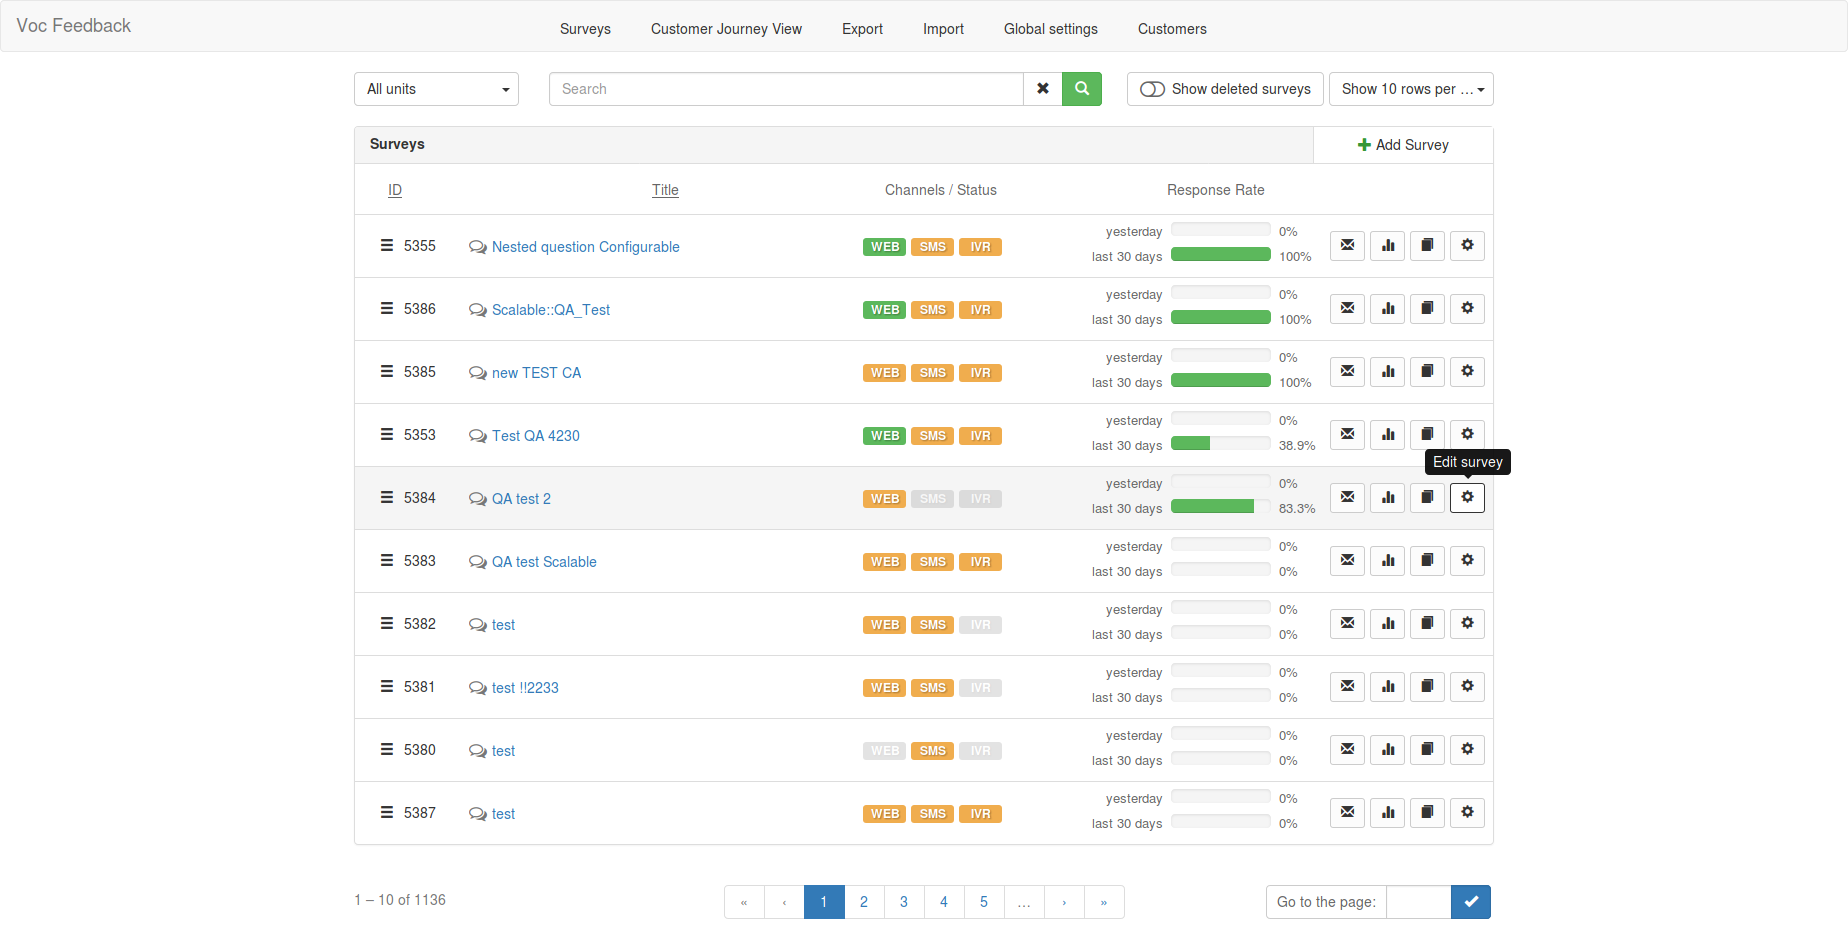 Voc Feedback Surveys Customer Journey View Export Import Global settings Customers
All units Search Show deleted surveys Show 10 rows per ...
Surveys Add Survey
ID Title Channels / Status Response Rate
yesterday 0%
5355 Nested question Configurable WEB SMS IVR
last 30 days 100%
yesterday 0%
5386 Scalable::QA_Test WEB SMS IVR
last 30 days 100%
yesterday 0%
5385 new TEST CA WEB SMS IVR
last 30 days 100%
yesterday 0%
5353 Test QA 4230 WEB SMS IVR
last 30 days 38.9%
Edit survey
yesterday 0%
5384 QA test 2 WEB SMS IVR
last 30 days 83.3%
yesterday 0%
5383 QA test Scalable WEB SMS IVR
last 30 days 0%
yesterday 0%
5382 test WEB SMS IVR
last 30 days 0%
yesterday 0%
5381 test !!2233 WEB SMS IVR
last 30 days 0%
yesterday 0%
5380 test WEB SMS IVR
last 30 days 0%
yesterday 0%
5387 test WEB SMS IVR
last 30 days 0%
1 – 10 of 1136 « ‹ 1 2 3 4 5 ... › » Go to the page: